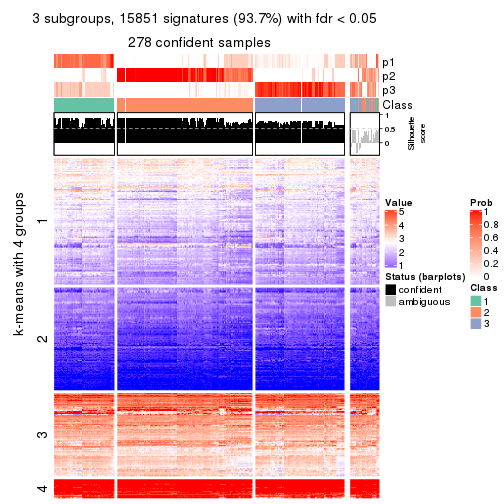 3 subgroups, 15851 signatures (93.7%) with fdr < 0.05
278 confident samples
p1
p2
p3
Class
1
0.5
0
Silhouette
score
k-means with 4 groups
1
2
3
4
Value
5
4
3
2
1
Status (barplots)
confident
ambiguous
Prob
1
0.8
0.6
0.4
0.2
0
Class
1
2
3